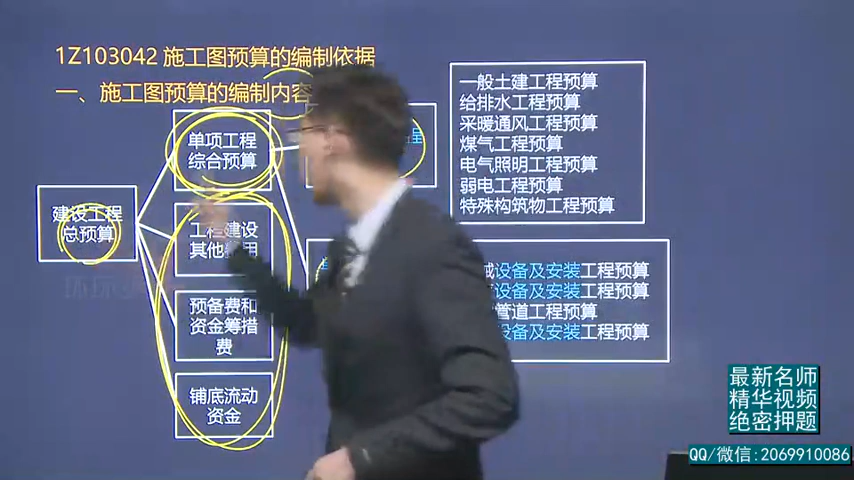 1Z103042 施工图预算的编制依据
一、施工图预算的编制内容
单项工程
综合预算
建设工程
总预算
工程建设
其他费用
预备费和
资金筹措
费
铺底流动
资金
程
一般土建工程预算
给排水工程预算
采暖通风工程预算
煤气工程预算
电气照明工程预算
弱电工程预算
特殊构筑物工程预算
械设备及安装工程预算
设备及安装工程预算
管道工程预算
设备及安装工程预算
最新名师
精华视频
绝密押题
QQ/微信:2069910086